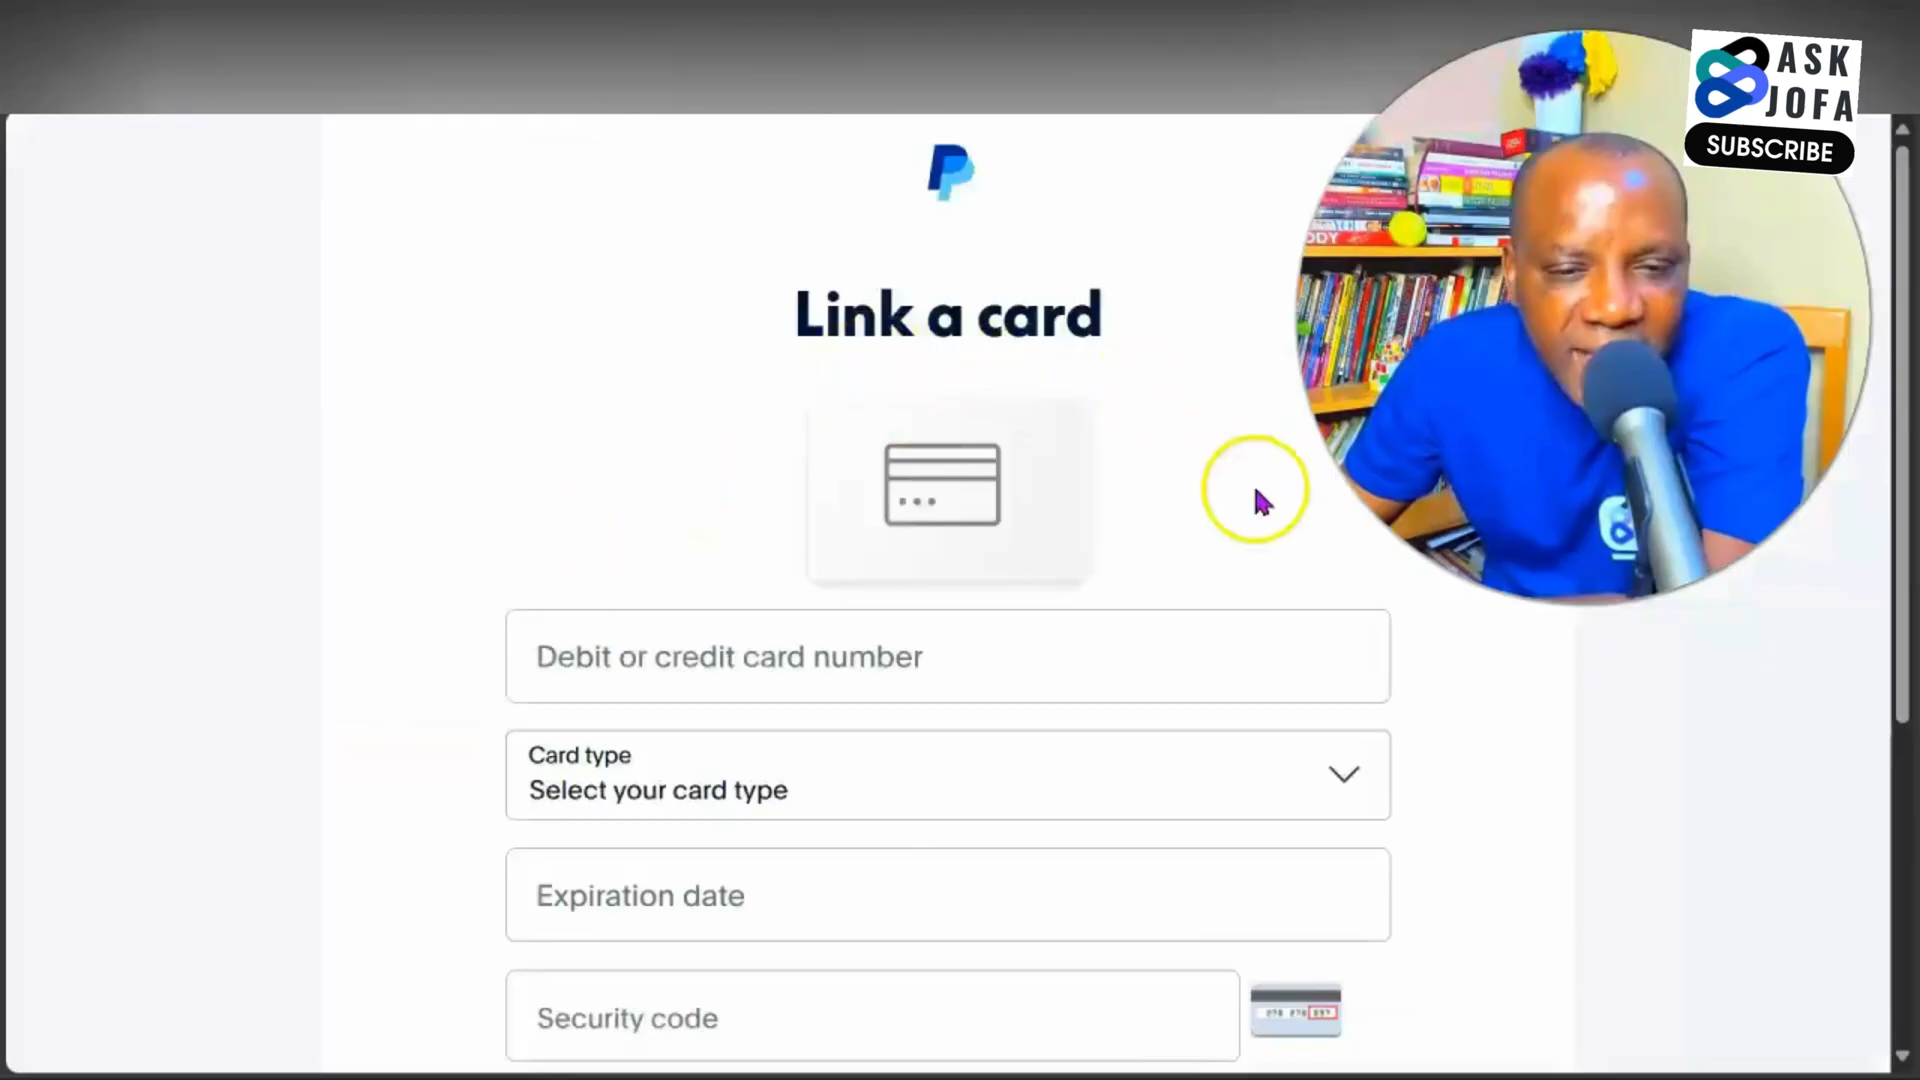 ASK
JOFA
SUBSCRIBE
Link a card
Debit or credit card number
Card type
Select your card type
Expiration date
Security code